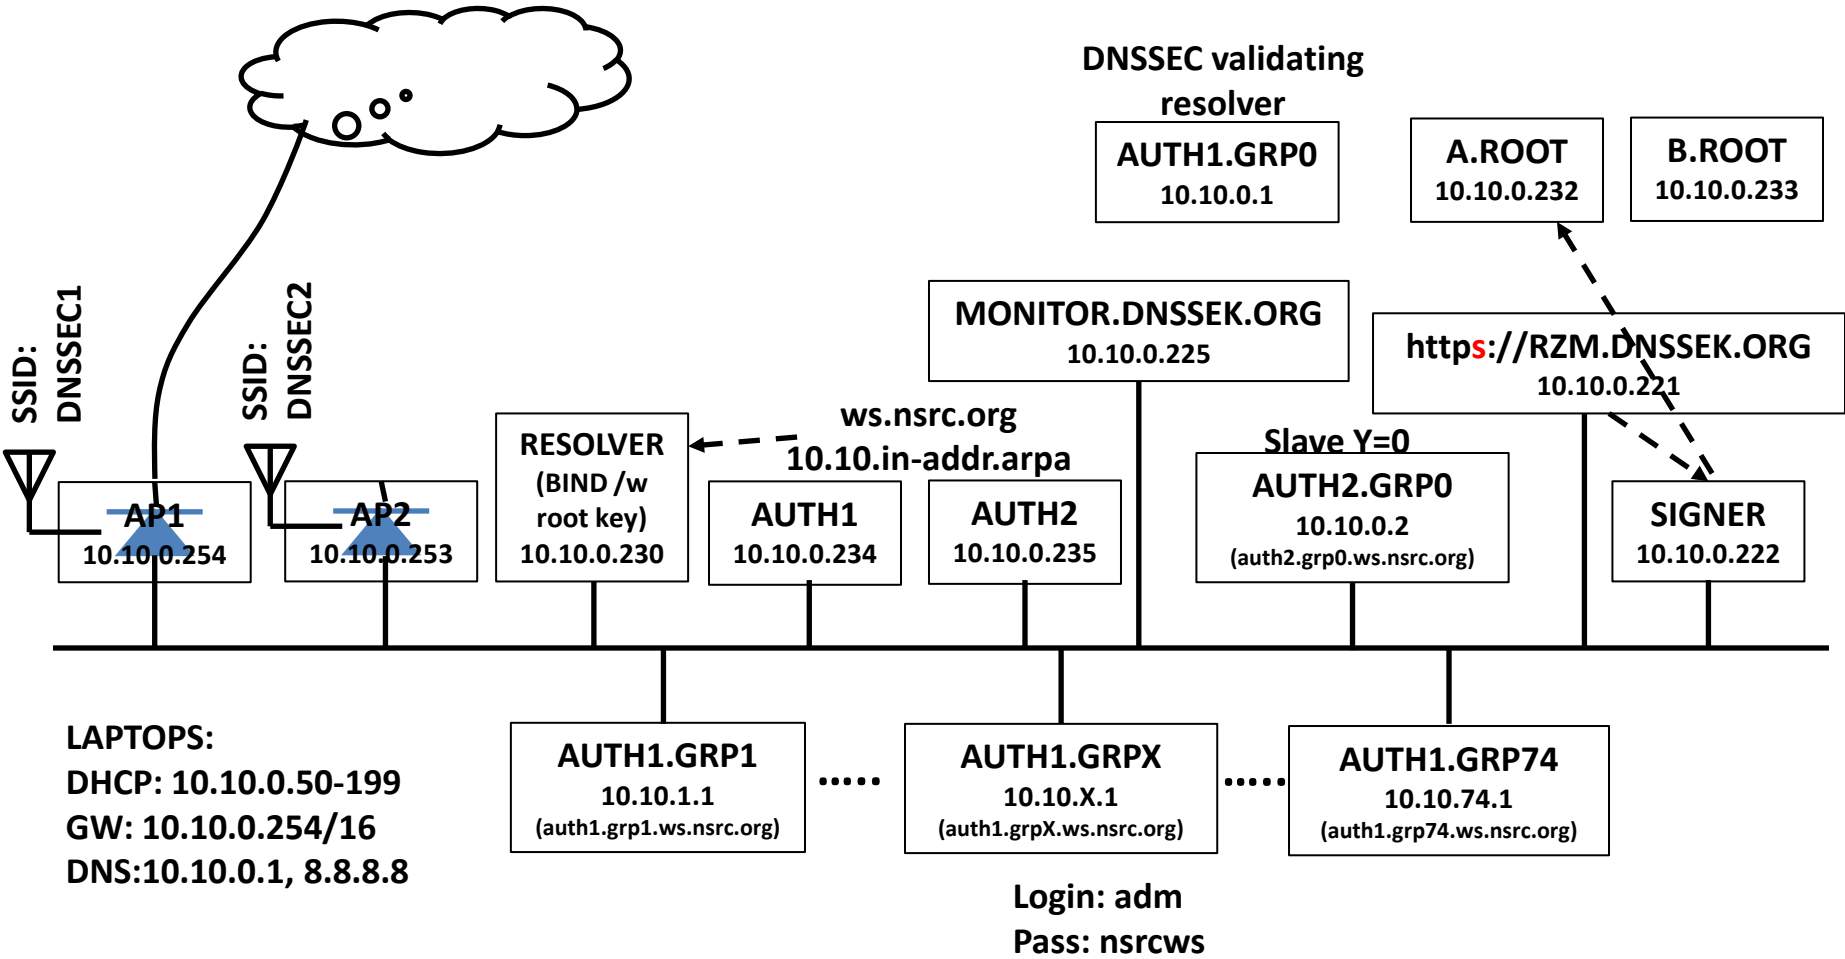 DNSSEC validating
resolver
AUTH1.GRP0
10.10.0.1
A.ROOT
10.10.0.232
B.ROOT
10.10.0.233
SSID:
DNSSEC1
SSID:
DNSSEC2
MONITOR.DNSSEK.ORG
10.10.0.225
https://RZM.DNSSEK.ORG
10.10.0.221
ws.nsrc.org
10.10.in-addr.arpa
RESOLVER
(BIND /w
root key)
10.10.0.230
Slave Y=0
AUTH2.GRP0
10.10.0.2
(auth2.grp0.ws.nsrc.org)
AP1
10.10.0.254
AP2
10.10.0.253
AUTH1
10.10.0.234
AUTH2
10.10.0.235
SIGNER
10.10.0.222
LAPTOPS:
DHCP: 10.10.0.50-199
GW: 10.10.0.254/16
DNS:10.10.0.1, 8.8.8.8
AUTH1.GRP1
10.10.1.1
(auth1.grp1.ws.nsrc.org)
.....
AUTH1.GRPX
10.10.X.1
(auth1.grpX.ws.nsrc.org)
.....
AUTH1.GRP74
10.10.74.1
(auth1.grp74.ws.nsrc.org)
Login: adm
Pass: nsrcws